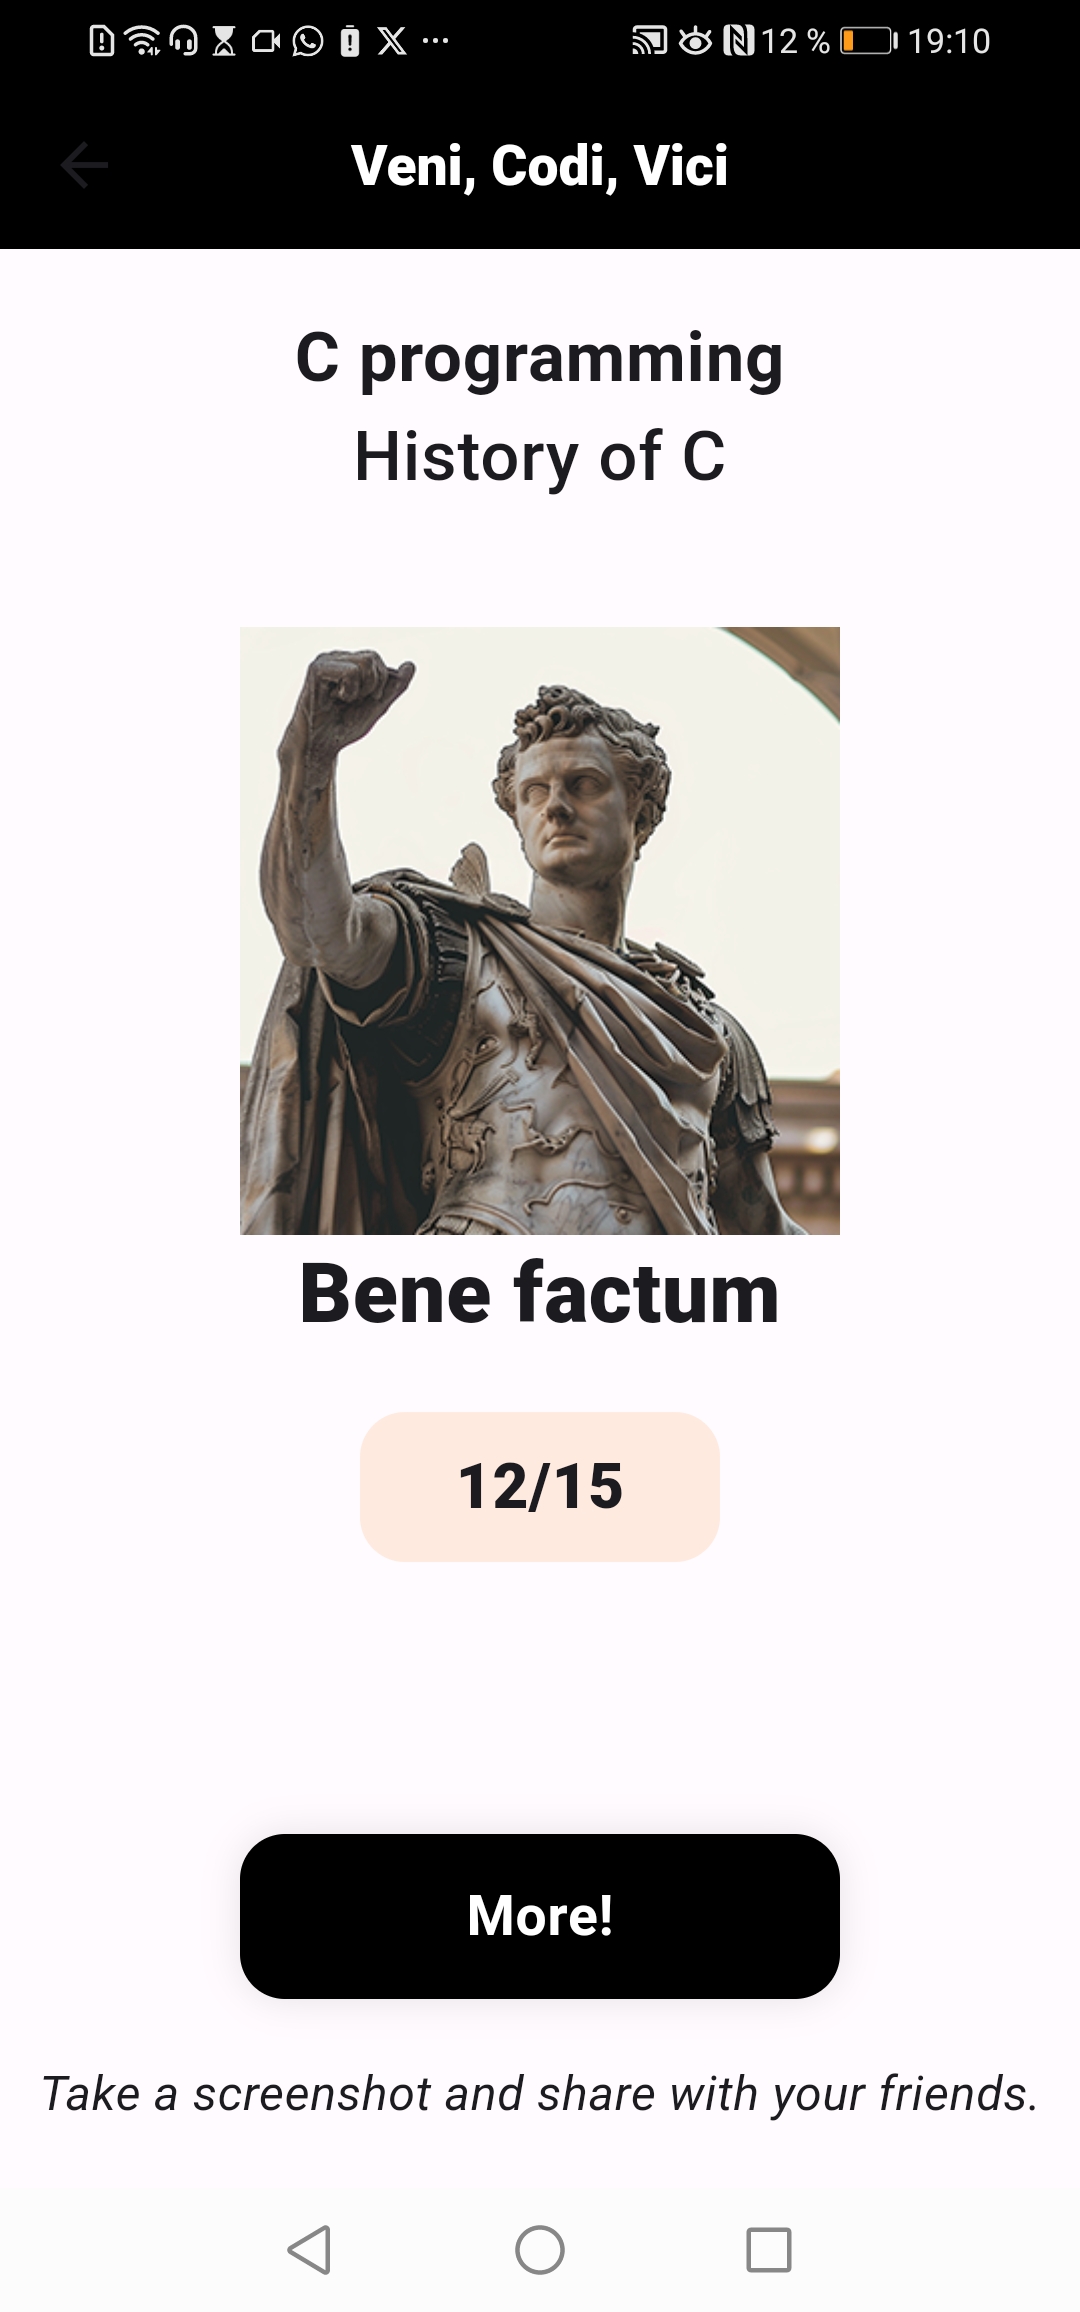 12 % 19:10
Veni, Codi, Vici
C programming
History of C
Bene factum
12/15
More!
Take a screenshot and share with your friends.